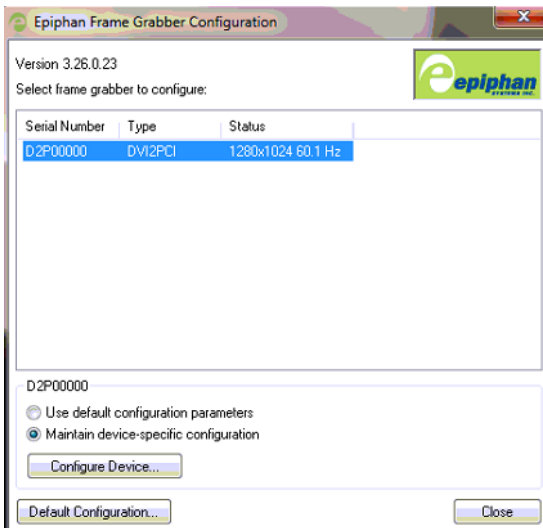 Epiphan Frame Grabber Configuration
Version 3.26.0.23
Select frame grabber to configure:
epiphan
SYSTEMS INC.
Serial Number Type Status
D2P00000 DVI2PCI 1280x1024 60.1 Hz
D2P00000
Use default configuration parameters
Maintain device-specific configuration
Configure Device...
Default Configuration... Close